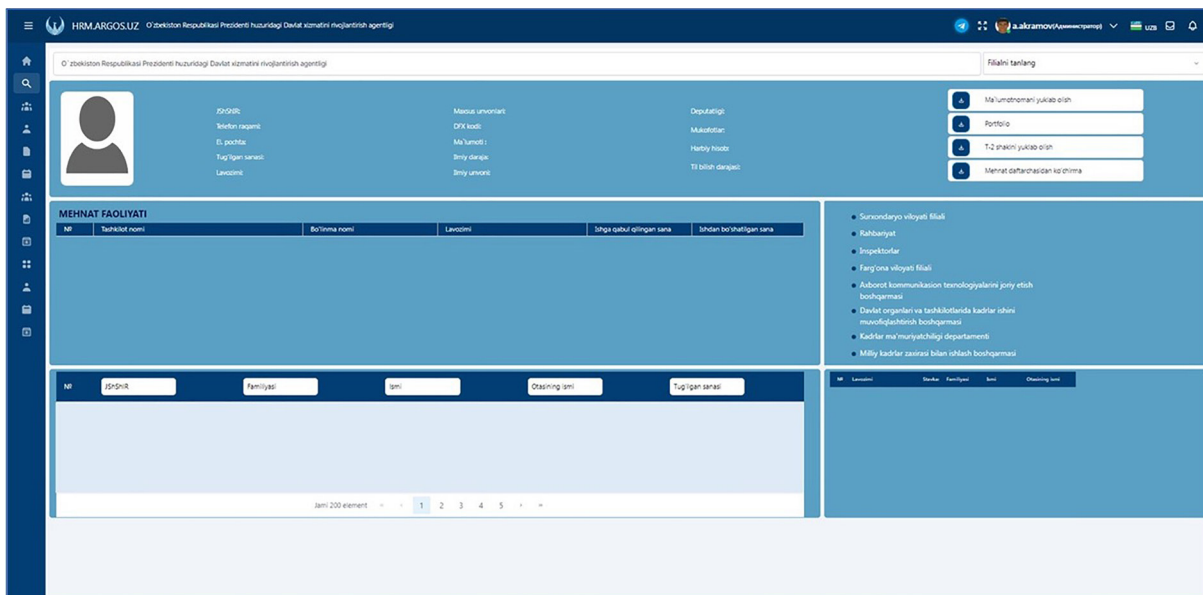 HRM.ARGOS.UZ O'zbekiston Respublikasi Prezidenti huzuridagi Davlat xizmatini rivojlantirish agentligi
a.akramov(Администратор)
UZB
O`zbekiston Respublikasi Prezidenti huzuridagi Davlat xizmatini rivojlantirish agentligi
Filialni tanlang
JShShIR:
Telefon raqami:
El. pochta:
Tug'ilgan sanasi:
Lavozimi:
Maxsus unvonlari:
DFX kodi:
Ma'lumoti :
Ilmiy daraja:
Ilmiy unvoni:
Deputatligi:
Mukofotlar:
Harbiy hisobi:
Til bilish darajasi:
Ma'lumotnomani yuklab olish
Portfolio
T-2 shaklni yuklab olish
Mehnat daftarchasidan ko'chirma
MEHNAT FAOLIYATI
№ Tashkilot nomi Bo'linma nomi Lavozimi Ishga qabul qilingan sana Ishdan bo'shatilgan sana
Surxondaryo viloyati filiali
Rahbariyat
Inspektorlar
Farg'ona viloyati filiali
Axborot kommunikasion texnologiyalarini joriy etish
boshqarmasi
Davlat organlari va tashkilotlarida kadrlar ishini
muvofiqlashtirish boshqarmasi
Kadrlar ma'muriyatchiligi departamenti
Milliy kadrlar zaxirasi bilan ishlash boshqarmasi
№ JShShIR Familiyasi Ismi Otasining ismi Tug'ilgan sanasi
Jami 200 element « ‹ 1 2 3 4 5 › »
№ Lavozimi Stavka: Familiyasi Ismi Otasining ismi